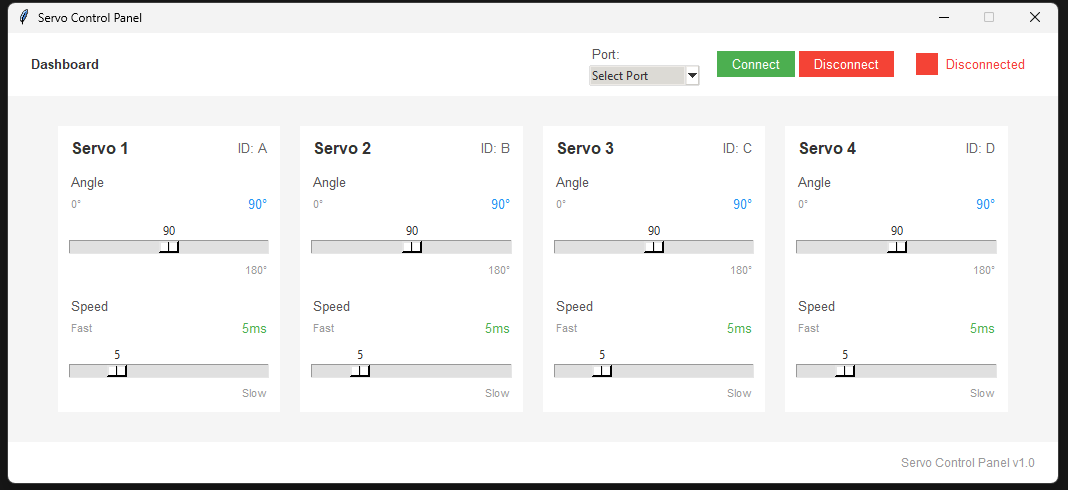 Servo Control Panel
Port:
Dashboard
Select Port
Connect
Disconnect
Disconnected
Servo 1 ID: A
Angle
0° 90°
90
180°
Speed
Fast 5ms
5
Slow
Servo 2 ID: B
Angle
0° 90°
90
180°
Speed
Fast 5ms
5
Slow
Servo 3 ID: C
Angle
0° 90°
90
180°
Speed
Fast 5ms
5
Slow
Servo 4 ID: D
Angle
0° 90°
90
180°
Speed
Fast 5ms
5
Slow
Servo Control Panel v1.0